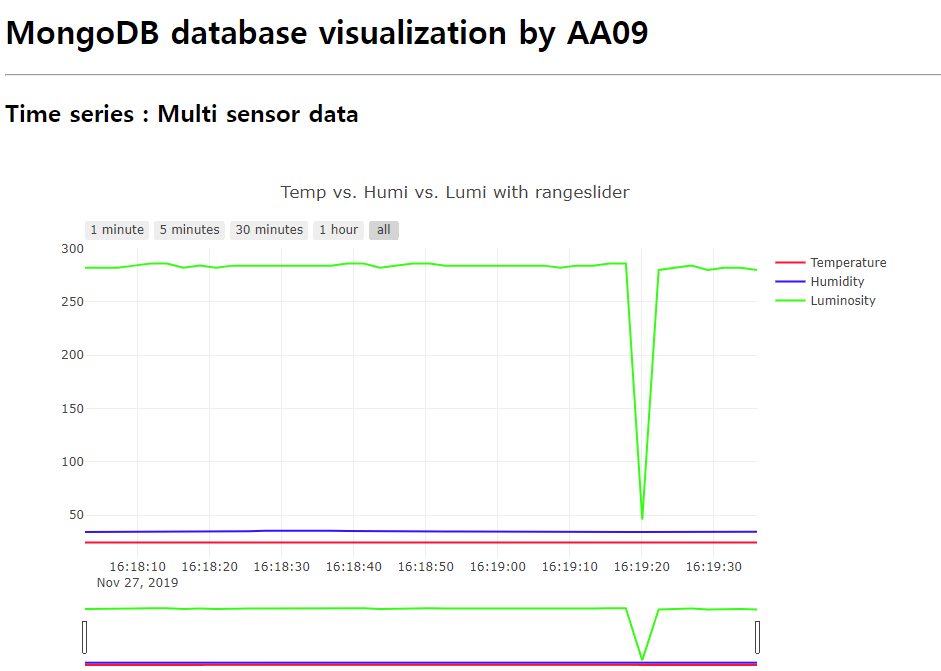 MongoDB database visualization by AA09
Time series : Multi sensor data
Temp vs. Humi vs. Lumi with rangeslider
1 minute 5 minutes 30 minutes 1 hour all
300
250
200
150
100
50
Temperature
Humidity
Luminosity
16:18:10 16:18:20 16:18:30 16:18:40 16:18:50 16:19:00 16:19:10 16:19:20 16:19:30
Nov 27, 2019